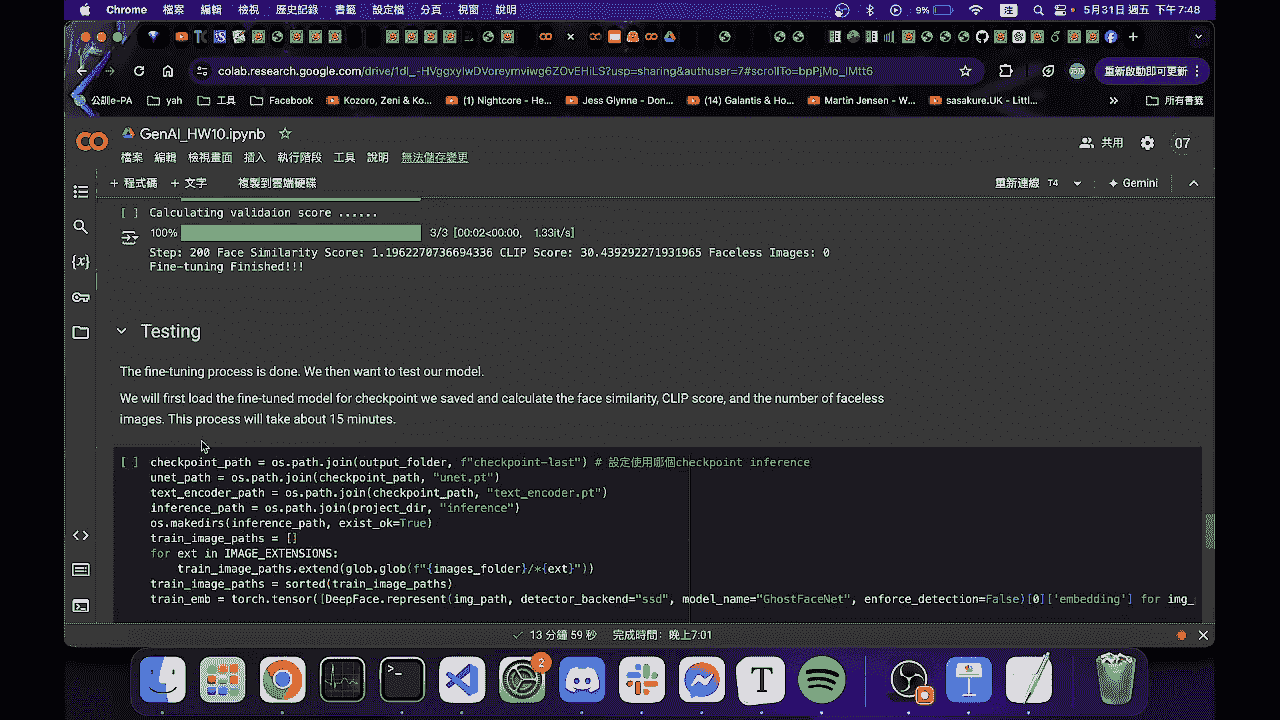 Chrome 檔案 編輯 檢視 歷史記錄 書籤 設定檔 分頁 視窗 說明 9% 注 5月31日 週五 下午7:48
重新啟動即可更新
公訓e-PA yah 工具 Facebook Kozoro, Zeni & Ko... (1) Nightcore - He... Jess Glynne - Don... (14) Galantis & Ho... Martin Jensen - W... sasakure.UK - Littl... » 所有書籤
GenAI_HW10.ipynb
檔案 編輯 檢視畫面 插入 執行階段 工具 說明 無法儲存變更
共用 07
+ 程式碼 + 文字 複製到雲端硬碟 重新連線 T4 Gemini
[ ] Calculating validaion score ......
100% 3/3 [00:02<00:00, 1.33it/s]
Step: 200 Face Similarity Score: 1.1962270736694336 CLIP Score: 30.439292271931965 Faceless Images: 0
Fine-tuning Finished!!!
Testing
The fine-tuning process is done. We then want to test our model.
We will first load the fine-tuned model for checkpoint we saved and calculate the face similarity, CLIP score, and the number of faceless
images. This process will take about 15 minutes.
[ ] checkpoint_path = os.path.join(output_folder, f"checkpoint-last") # 設定使用哪個checkpoint inference
unet_path = os.path.join(checkpoint_path, "unet.pt")
text_encoder_path = os.path.join(checkpoint_path, "text_encoder.pt")
inference_path = os.path.join(project_dir, "inference")
os.makedirs(inference_path, exist_ok=True)
train_image_paths = []
for ext in IMAGE_EXTENSIONS:
train_image_paths.extend(glob.glob(f"{images_folder}/*{ext}"))
train_image_paths = sorted(train_image_paths)
train_emb = torch.tensor([DeepFace.represent(img_path, detector_backend="ssd", model_name="GhostFaceNet", enforce_detection=False)[0]['embedding'] for img_
13 分鐘 59 秒 完成時間: 晚上7:01
2